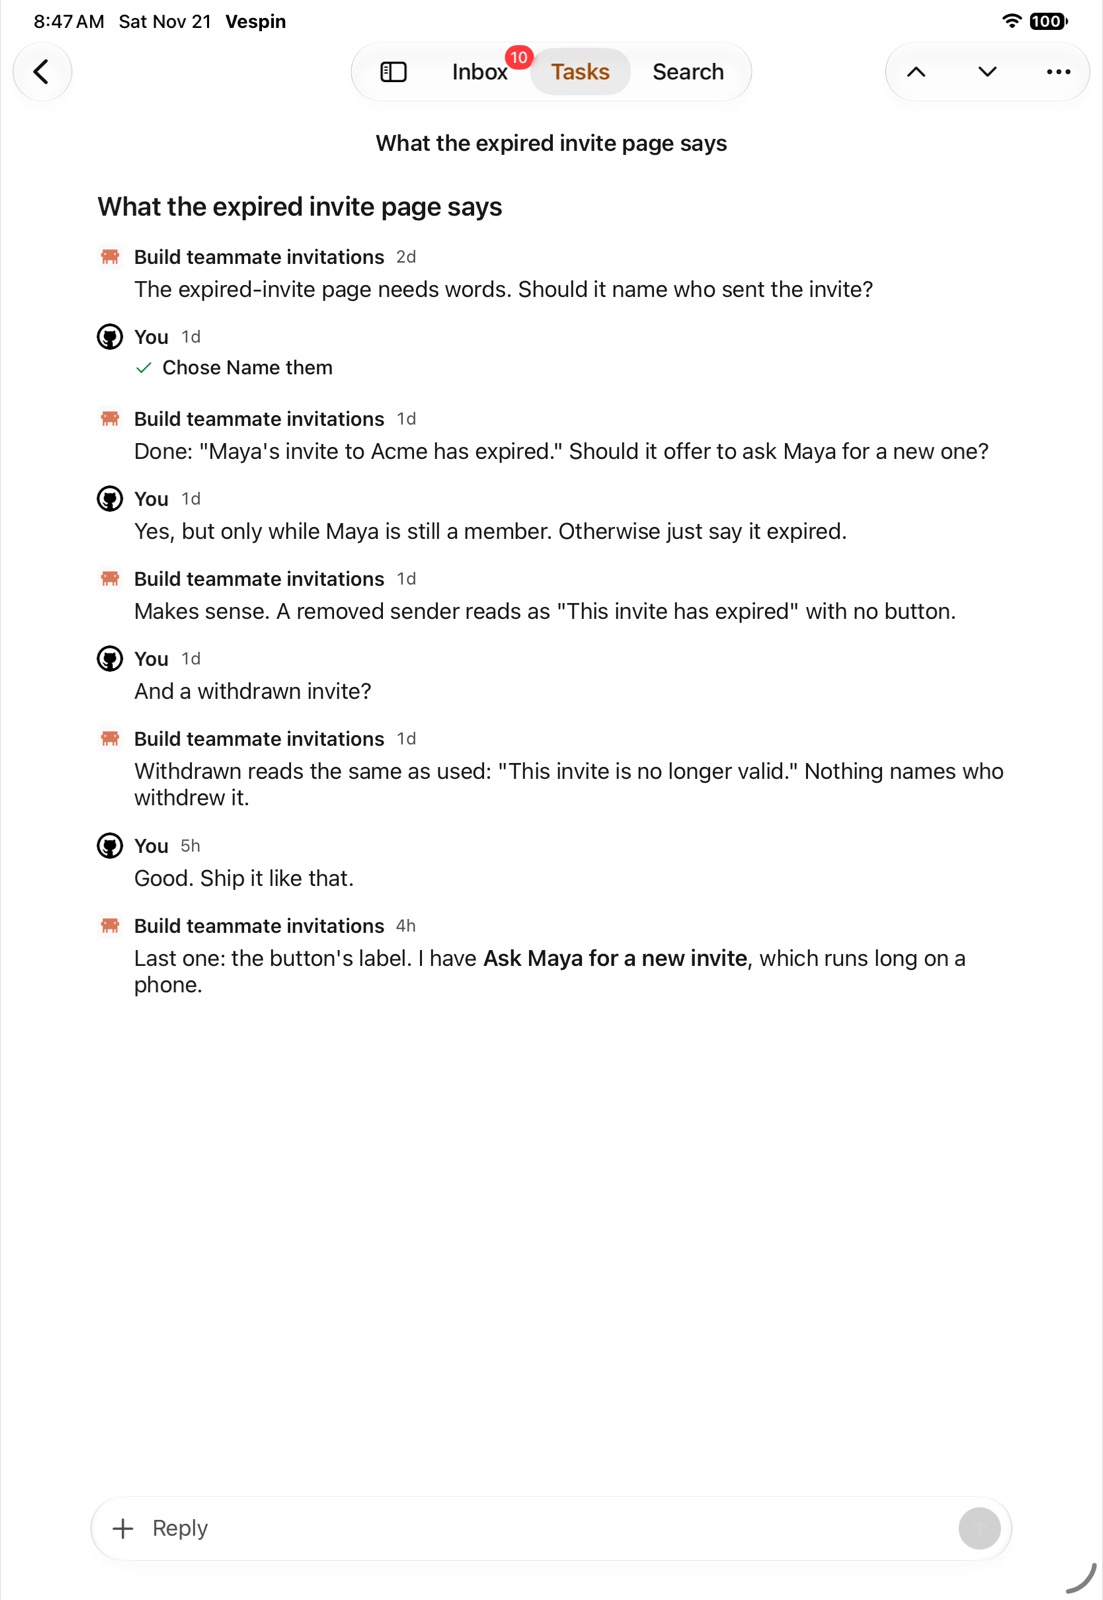 8:47 AM Sat Nov 21 Vespin
100
Inbox 10 Tasks Search
What the expired invite page says
What the expired invite page says
Build teammate invitations 2d
The expired-invite page needs words. Should it name who sent the invite?
You 1d
Chose Name them
Build teammate invitations 1d
Done: "Maya's invite to Acme has expired." Should it offer to ask Maya for a new one?
You 1d
Yes, but only while Maya is still a member. Otherwise just say it expired.
Build teammate invitations 1d
Makes sense. A removed sender reads as "This invite has expired" with no button.
You 1d
And a withdrawn invite?
Build teammate invitations 1d
Withdrawn reads the same as used: "This invite is no longer valid." Nothing names who
withdrew it.
You 5h
Good. Ship it like that.
Build teammate invitations 4h
Last one: the button's label. I have Ask Maya for a new invite, which runs long on a
phone.
Reply